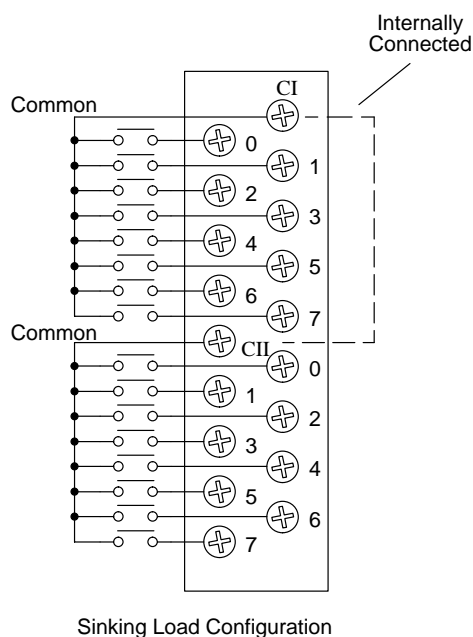 Internally
Connected
CI
Common
0
1
2
3
4
5
6
7
Common
CII
0
1
2
3
4
5
6
7
Sinking Load Configuration